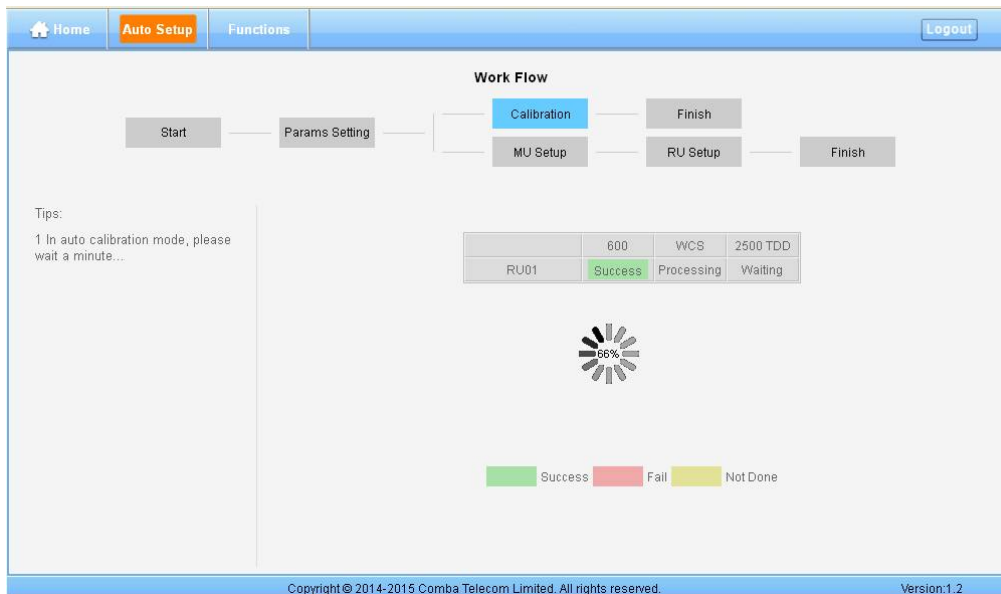 Home Auto Setup Functions Logout
Work Flow
Calibration Finish
Start Params Setting
MU Setup RU Setup Finish
Tips:
1 In auto calibration mode, please
wait a minute...
600 WCS 2500 TDD
RU01 Success Processing Waiting
66%
Success Fail Not Done
Copyright © 2014-2015 Comba Telecom Limited. All rights reserved. Version:1.2